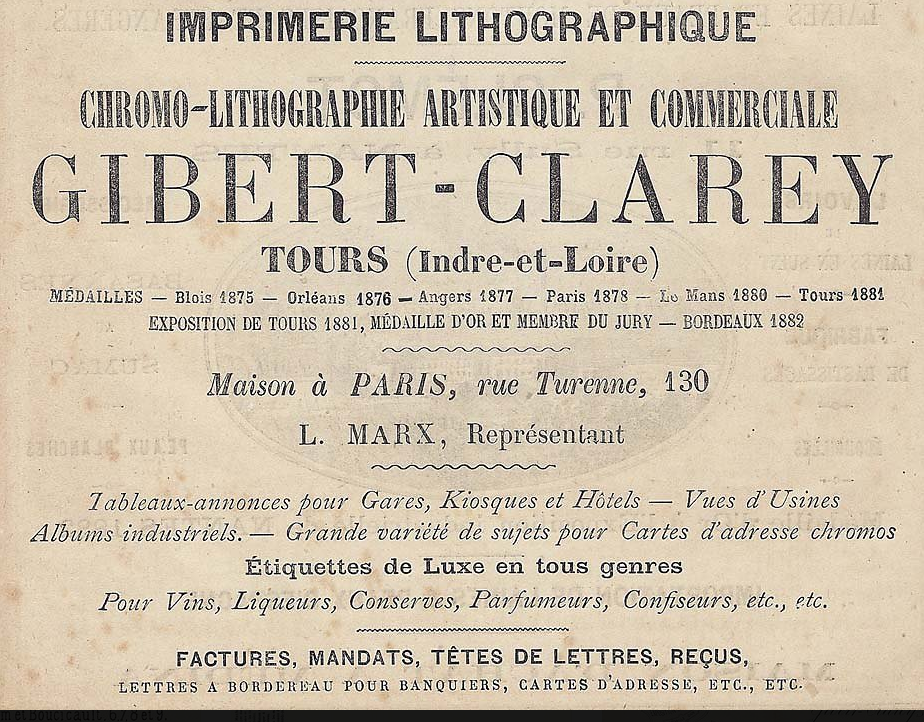 IMPRIMERIE LITHOGRAPHIQUE
CHROMO-LITHOGRAPHIE ARTISTIQUE ET COMMERCIALE
GIBERT-CLAREY
TOURS (Indre-et-Loire)
MÉDAILLES — Blois 1875 — Orléans 1876 — Angers 1877 — Paris 1878 — Le Mans 1880 — Tours 1881
EXPOSITION DE TOURS 1881, MÉDAILLE D'OR ET MEMBRE DU JURY — BORDEAUX 1882
Maison à PARIS, rue Turenne, 130
L. MARX, Représentant
Tableaux-annonces pour Gares, Kiosques et Hôtels — Vues d'Usines
Albums industriels. — Grande variété de sujets pour Cartes d'adresse chromos
Étiquettes de Luxe en tous genres
Pour Vins, Liqueurs, Conserves, Parfumeurs, Confiseurs, etc., etc.
FACTURES, MANDATS, TÊTES DE LETTRES, REÇUS,
LETTRES A BORDEREAU POUR BANQUIERS, CARTES D'ADRESSE, ETC., ETC.